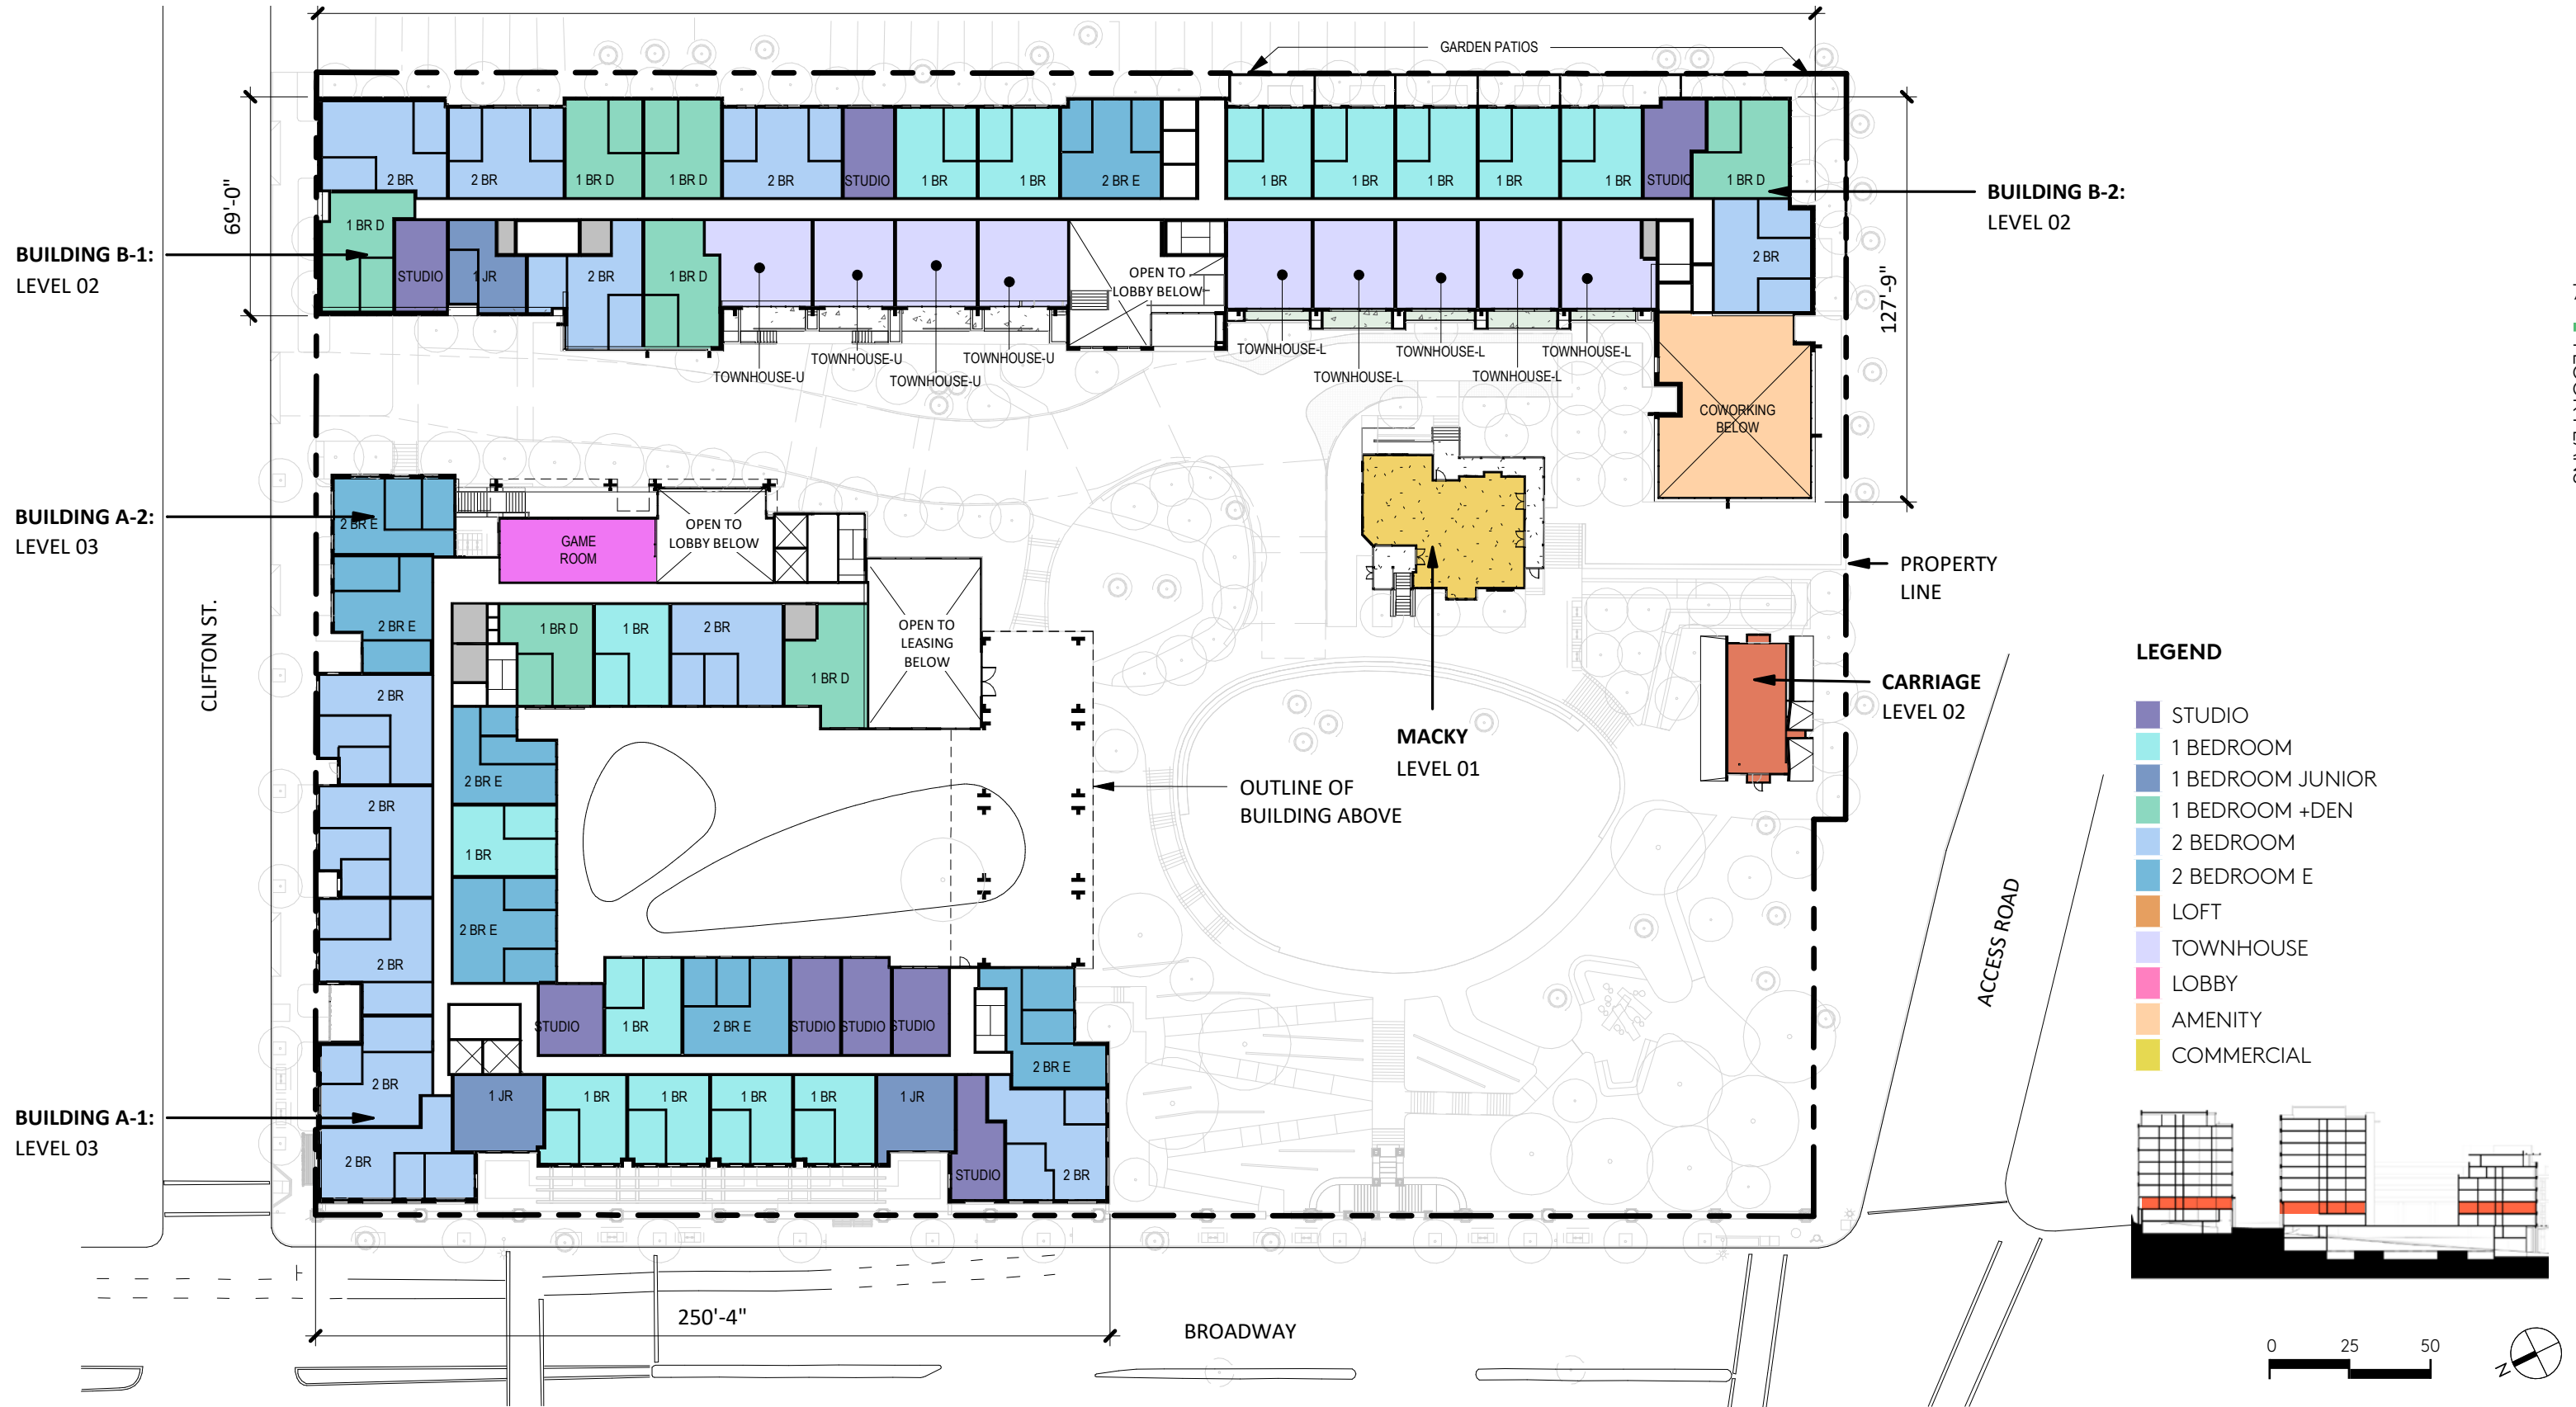 GARDEN PATIOS
2 BR
2 BR
1 BR D
1 BR D
2 BR
STUDIO
1 BR
1 BR
2 BR E
1 BR
1 BR
1 BR
1 BR
1 BR
STUDIO
1 BR D
69'-0"
BUILDING B-1:
LEVEL 02
BUILDING B-2:
LEVEL 02
1 BR D
STUDIO
1 JR
2 BR
1 BR D
OPEN TO
LOBBY BELOW
2 BR
127'-9"
TOWNHOUSE-U
TOWNHOUSE-U
TOWNHOUSE-U
TOWNHOUSE-U
TOWNHOUSE-L
TOWNHOUSE-L
TOWNHOUSE-L
TOWNHOUSE-L
TOWNHOUSE-L
COWORKING
BELOW
BUILDING A-2:
LEVEL 03
2 BR E
GAME
ROOM
OPEN TO
LOBBY BELOW
PROPERTY
LINE
CLIFTON ST.
2 BR E
1 BR D
1 BR
2 BR
1 BR D
OPEN TO
LEASING
BELOW
CARRIAGE
LEVEL 02
MACKY
LEVEL 01
OUTLINE OF
BUILDING ABOVE
2 BR
2 BR E
2 BR
1 BR
2 BR E
2 BR
STUDIO
1 BR
2 BR E
STUDIO
STUDIO
STUDIO
2 BR E
2 BR
1 JR
1 BR
1 BR
1 BR
1 BR
1 JR
BUILDING A-1:
LEVEL 03
2 BR
STUDIO
2 BR
ACCESS ROAD
250'-4"
BROADWAY
LEGEND
STUDIO
1 BEDROOM
1 BEDROOM JUNIOR
1 BEDROOM +DEN
2 BEDROOM
2 BEDROOM E
LOFT
TOWNHOUSE
LOBBY
AMENITY
COMMERCIAL
0 25 50
N